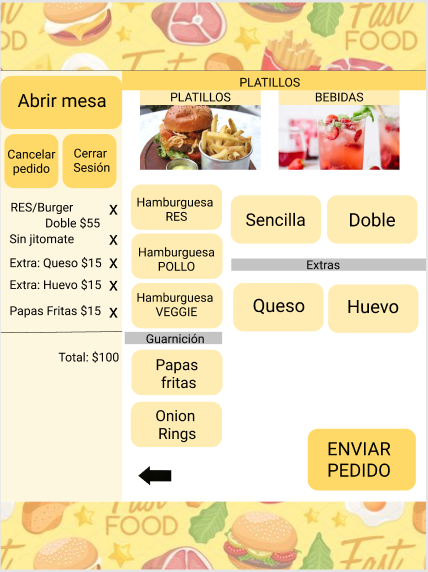 Fast
FOOD
Fast
FOOD
PLATILLOS
Abrir mesa
Cancelar
pedido
Cerrar
Sesión
RES/Burger X
Doble $55
Sin jitomate X
Extra: Queso $15 X
Extra: Huevo $15 X
Papas Fritas $15 X
Total: $100
PLATILLOS
BEBIDAS
Hamburguesa
RES
Hamburguesa
POLLO
Hamburguesa
VEGGIE
Guarnición
Papas
fritas
Onion
Rings
Sencilla
Doble
Extras
Queso
Huevo
ENVIAR
PEDIDO
Fast
FOOD